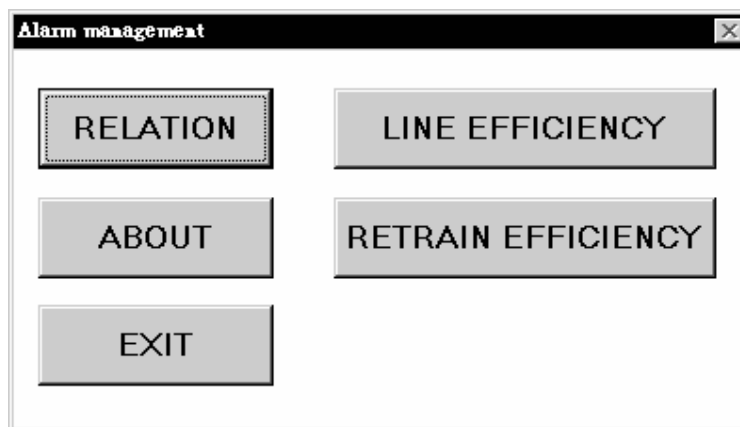 Alarm management
RELATION
LINE EFFICIENCY
ABOUT
RETRAIN EFFICIENCY
EXIT